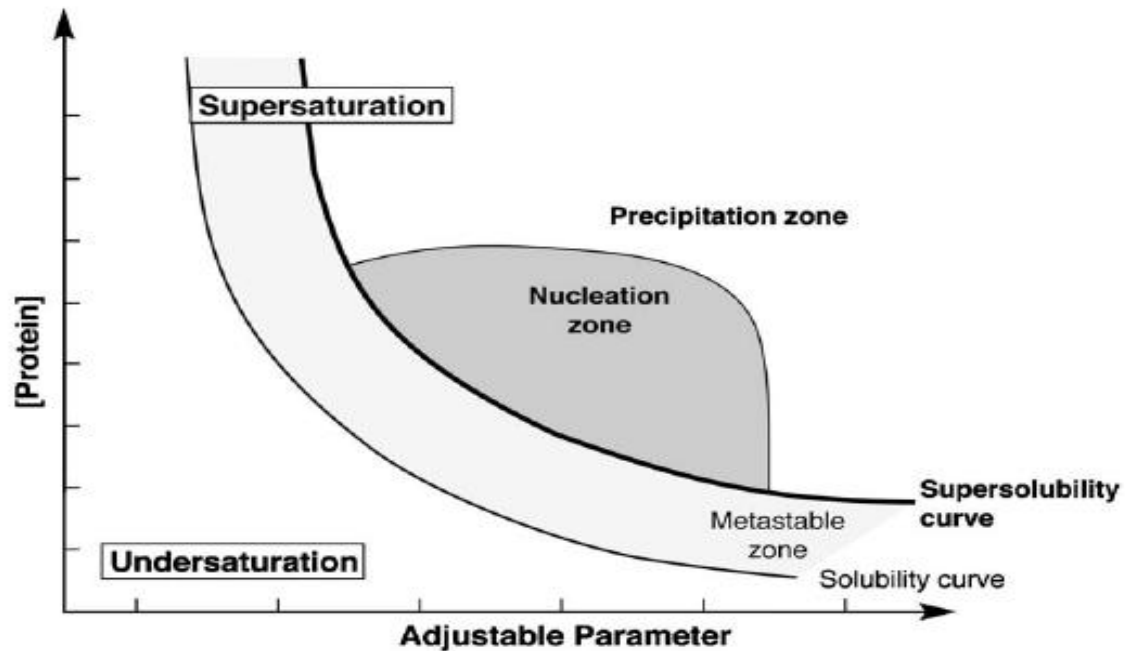 Supersaturation
Precipitation zone
Nucleation
zone
[Protein]
Supersolubility
curve
Metastable
zone
Undersaturation
Solubility curve
Adjustable Parameter